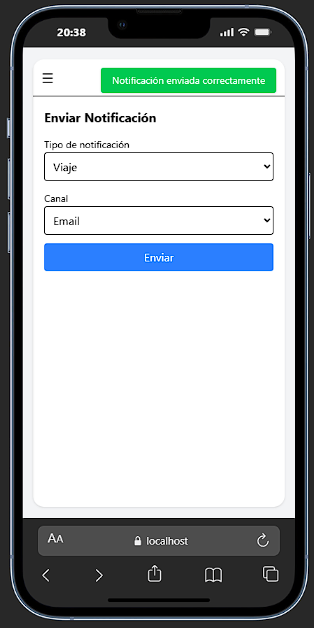 20:38
☰
Notificación enviada correctamente
Enviar Notificación
Tipo de notificación
Viaje
Canal
Email
Enviar
AA
localhost